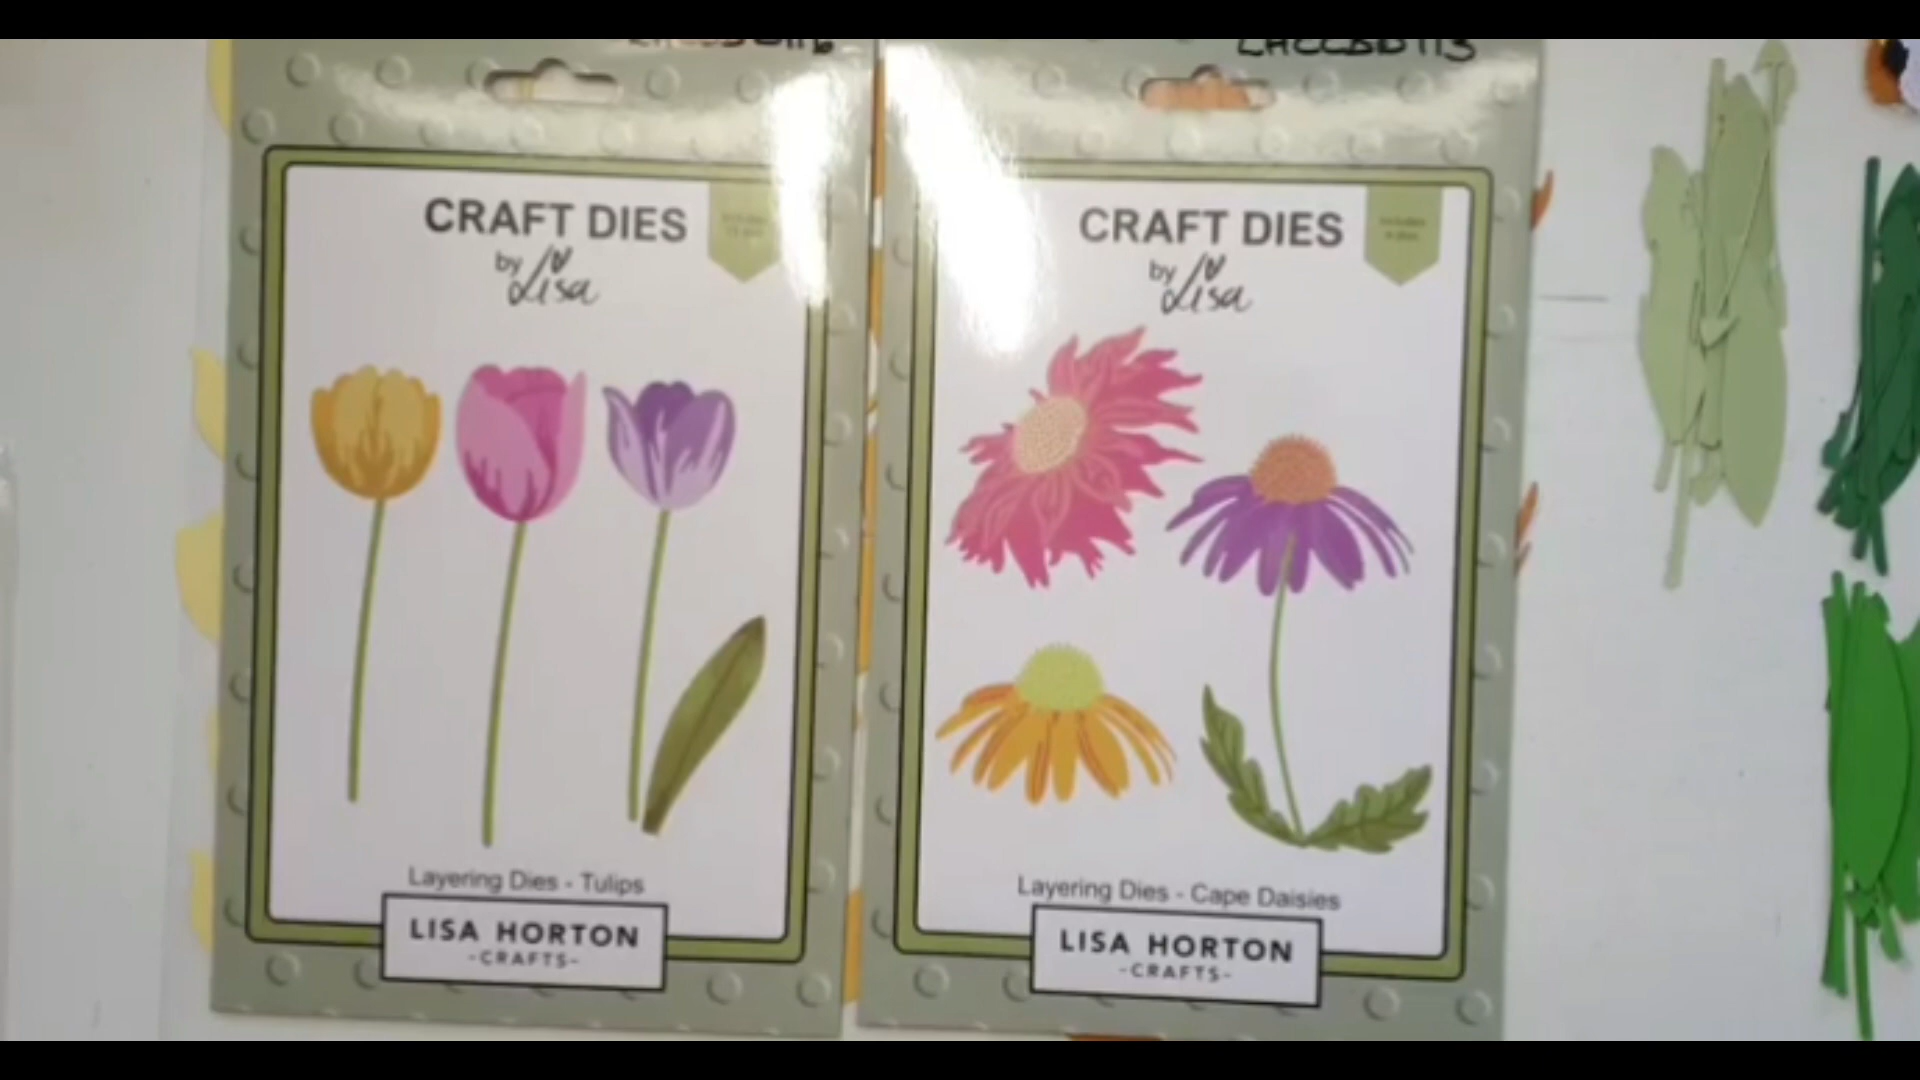 CRAFT DIES
by Lisa
Layering Dies - Tulips
LISA HORTON
-CRAFTS-
CRAFT DIES
by Lisa
Layering Dies - Cape Daisies
LISA HORTON
-CRAFTS-